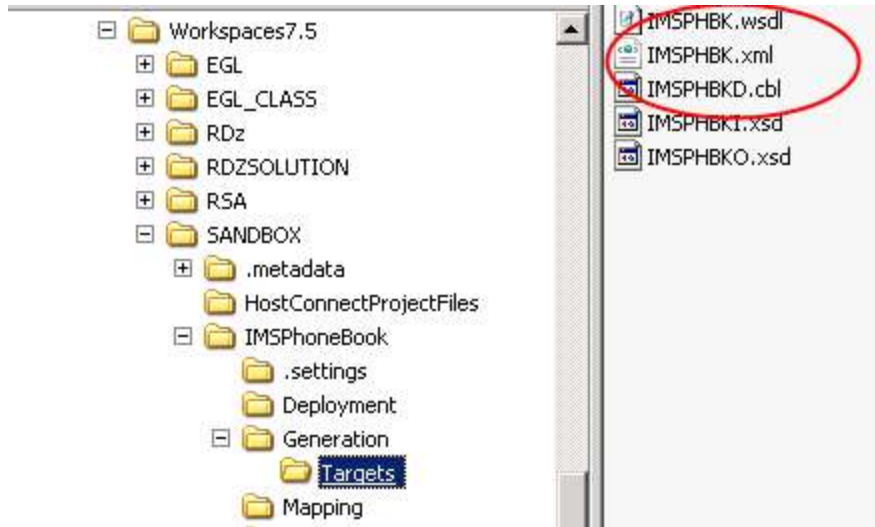 Workspaces7.5
EGL
EGL_CLASS
RDz
RDZSOLUTION
RSA
SANDBOX
.metadata
HostConnectProjectFiles
IMSPhoneBook
.settings
Deployment
Generation
Targets
Mapping
IMSPHBK.wsdl
IMSPHBK.xml
IMSPHBKD.cbl
IMSPHBKI.xsd
IMSPHBKO.xsd